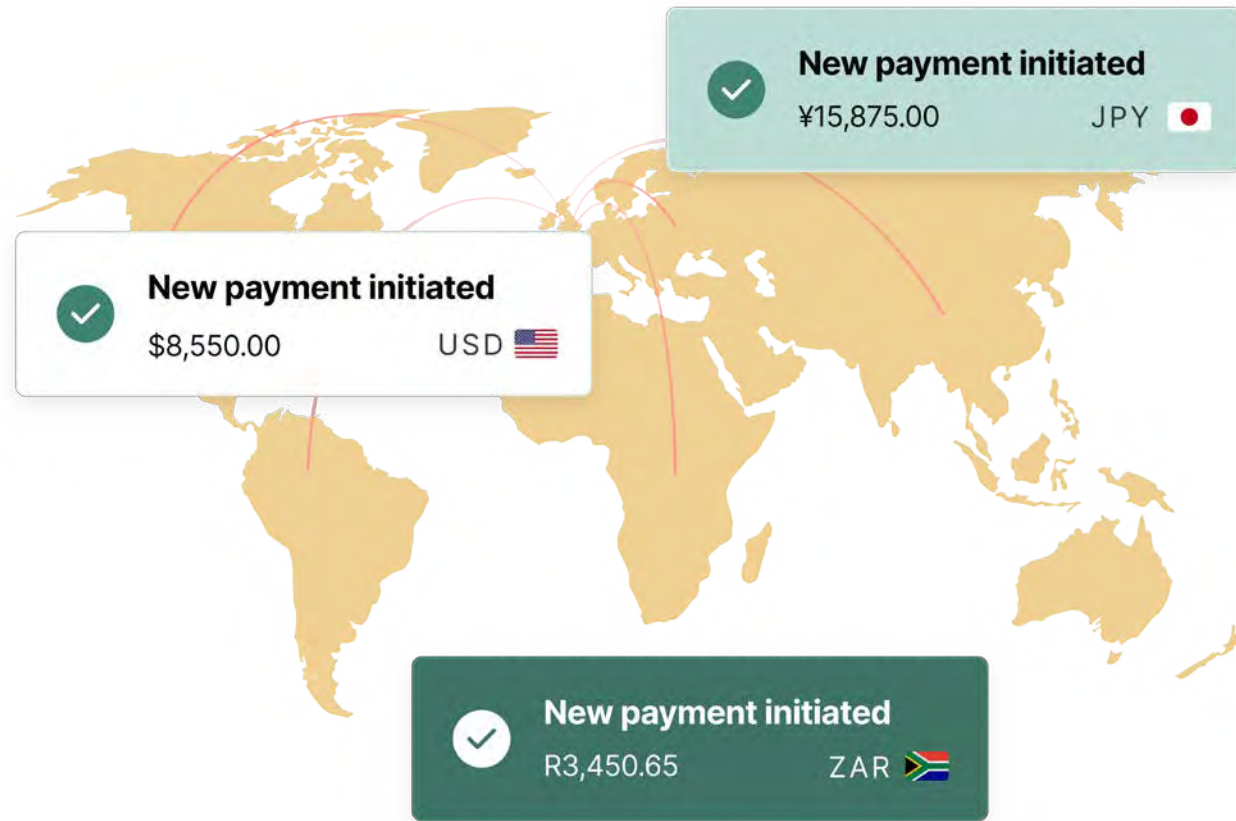 New payment initiated
¥15,875.00 JPY
New payment initiated
$8,550.00 USD
New payment initiated
R3,450.65 ZAR